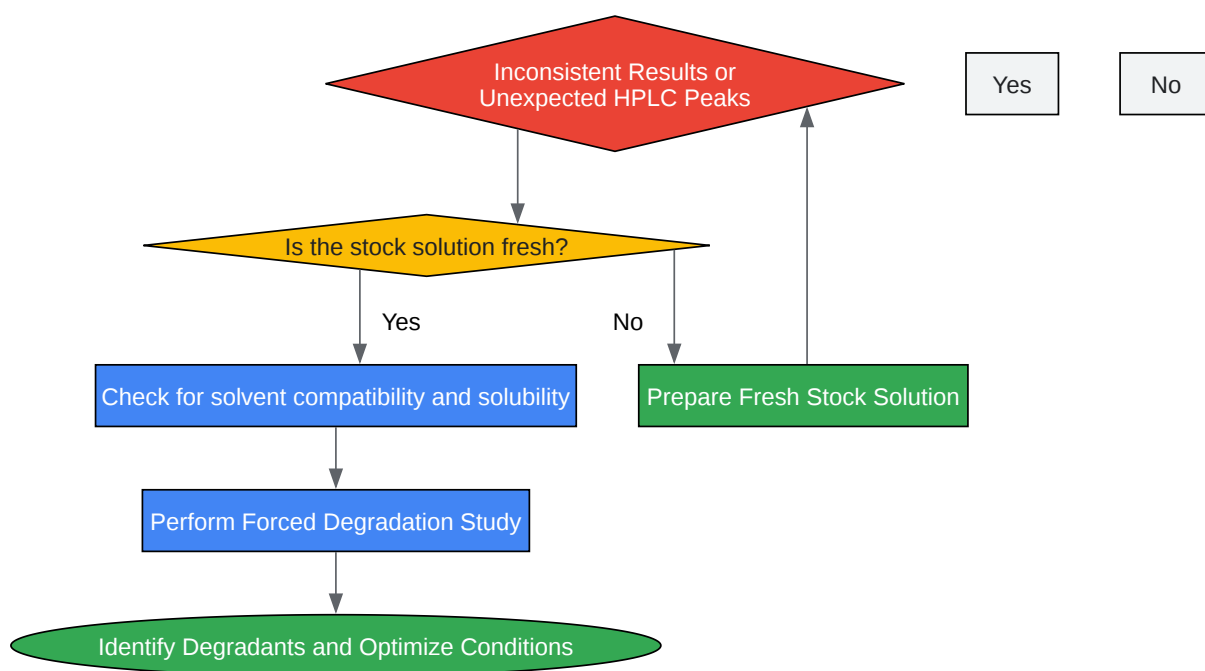 Inconsistent Results or
Unexpected HPLC Peaks
Yes
No
Is the stock solution fresh?
Yes
No
Check for solvent compatibility and solubility
Prepare Fresh Stock Solution
Perform Forced Degradation Study
Identify Degradants and Optimize Conditions